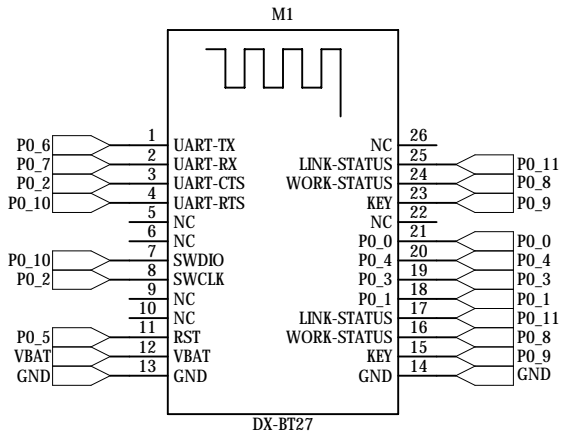 M1
P0_6 1 UART-TX NC 26
P0_7 2 UART-RX LINK-STATUS 25 P0_11
P0_2 3 UART-CTS WORK-STATUS 24 P0_8
P0_10 4 UART-RTS KEY 23 P0_9
5 NC NC 22
6 NC P0_0 21 P0_0
P0_10 7 SWDIO P0_4 20 P0_4
P0_2 8 SWCLK P0_3 19 P0_3
9 NC P0_1 18 P0_1
10 NC LINK-STATUS 17 P0_11
P0_5 11 RST WORK-STATUS 16 P0_8
VBAT 12 VBAT KEY 15 P0_9
GND 13 GND GND 14 GND
DX-BT27